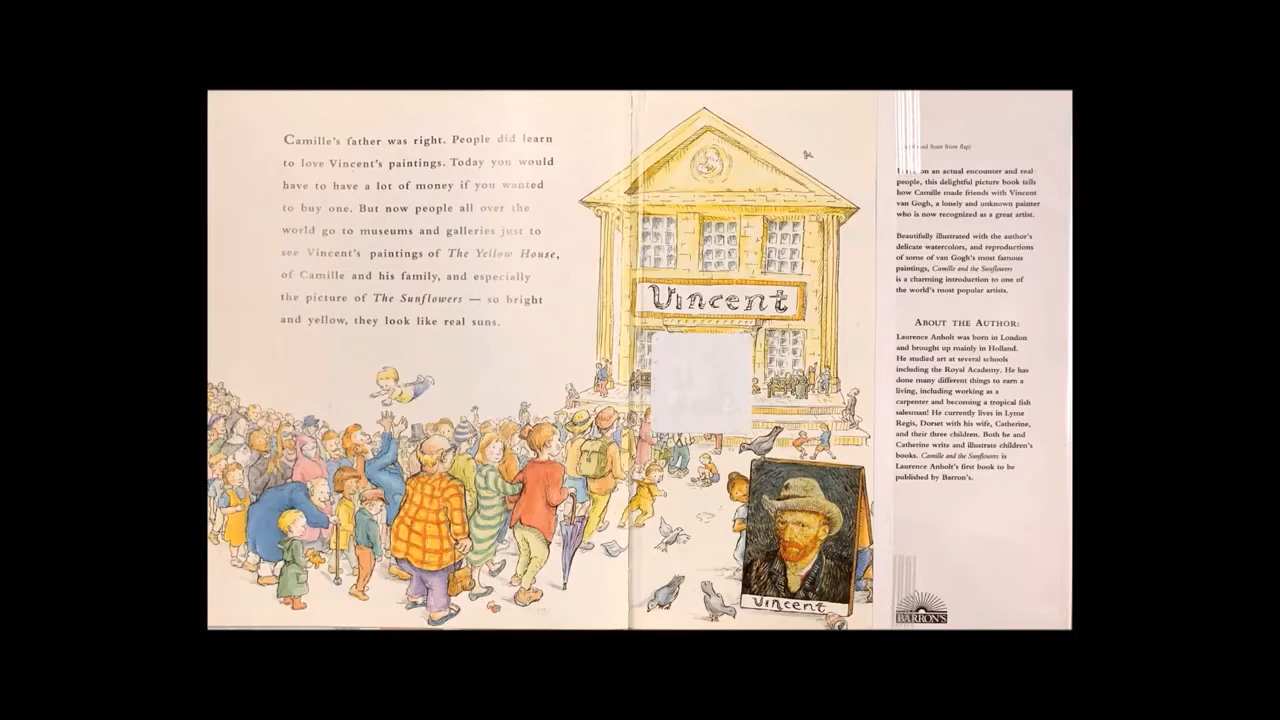 Camille's father was right. People did learn
to love Vincent's paintings. Today you would
have to have a lot of money if you wanted
to buy one. But now people all over the
world go to museums and galleries just to
see Vincent's paintings of The Yellow House,
of Camille and his family, and especially
the picture of The Sunflowers — so bright
and yellow, they look like real suns.
Vincent
Vincent
from front flap)
on an actual encounter and real
people, this delightful picture book tells
how Camille made friends with Vincent
van Gogh, a lonely and unknown painter
who is now recognized as a great artist.
Beautifully illustrated with the author's
delicate watercolors, and reproductions
of some of van Gogh's most famous
paintings, Camille and the Sunflowers
is a charming introduction to one of
the world's most popular artists.
ABOUT THE AUTHOR:
Laurence Anholt was born in London
and brought up mainly in Holland.
He studied art at several schools
including the Royal Academy. He has
done many different things to earn a
living, including working as a
carpenter and becoming a tropical fish
salesman! He currently lives in Lyme
Regis, Dorset with his wife, Catherine,
and their three children. Both he and
Catherine write and illustrate children's
books. Camille and the Sunflowers is
Laurence Anholt's first book to be
published by Barron's.
BARRON'S